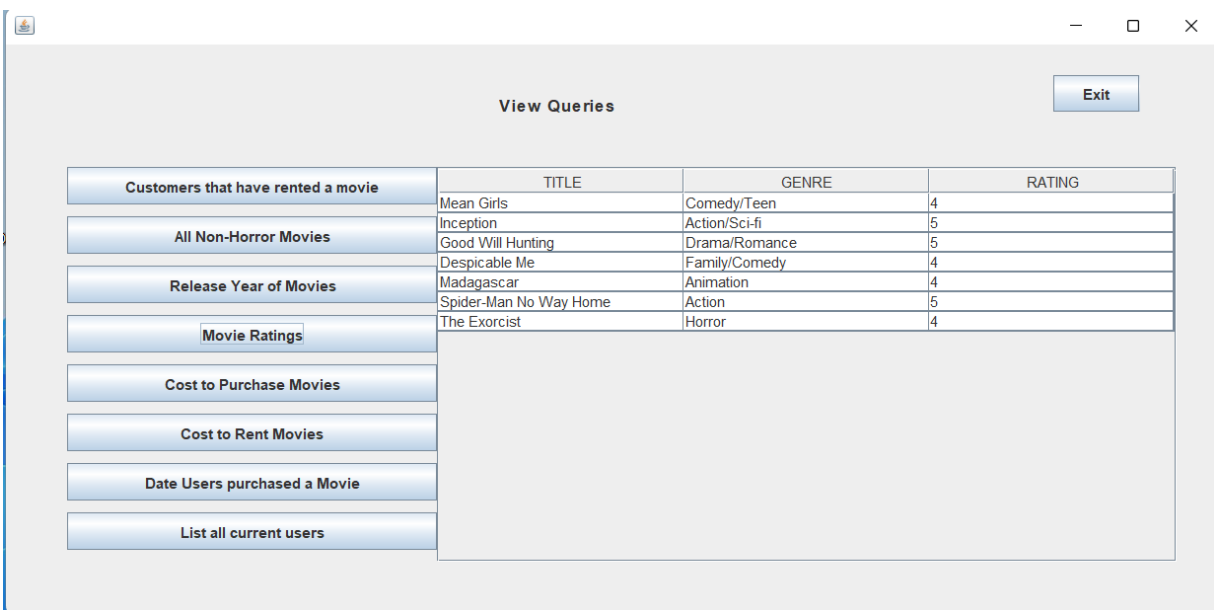 View Queries
Exit
Customers that have rented a movie
All Non-Horror Movies
Release Year of Movies
Movie Ratings
Cost to Purchase Movies
Cost to Rent Movies
Date Users purchased a Movie
List all current users
TITLE GENRE RATING
Mean Girls Comedy/Teen 4
Inception Action/Sci-fi 5
Good Will Hunting Drama/Romance 5
Despicable Me Family/Comedy 4
Madagascar Animation 4
Spider-Man No Way Home Action 5
The Exorcist Horror 4